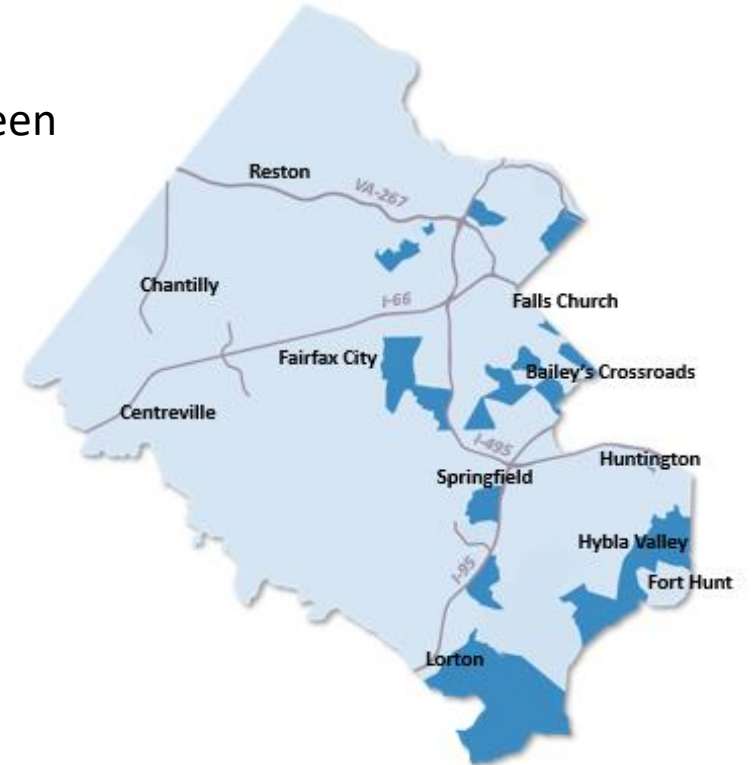 een
Reston
VA-267
Chantilly
I-66
Falls Church
Fairfax City
Bailey's Crossroads
Centreville
I-495
Huntington
Springfield
Hybla Valley
I-95
Fort Hunt
Lorton